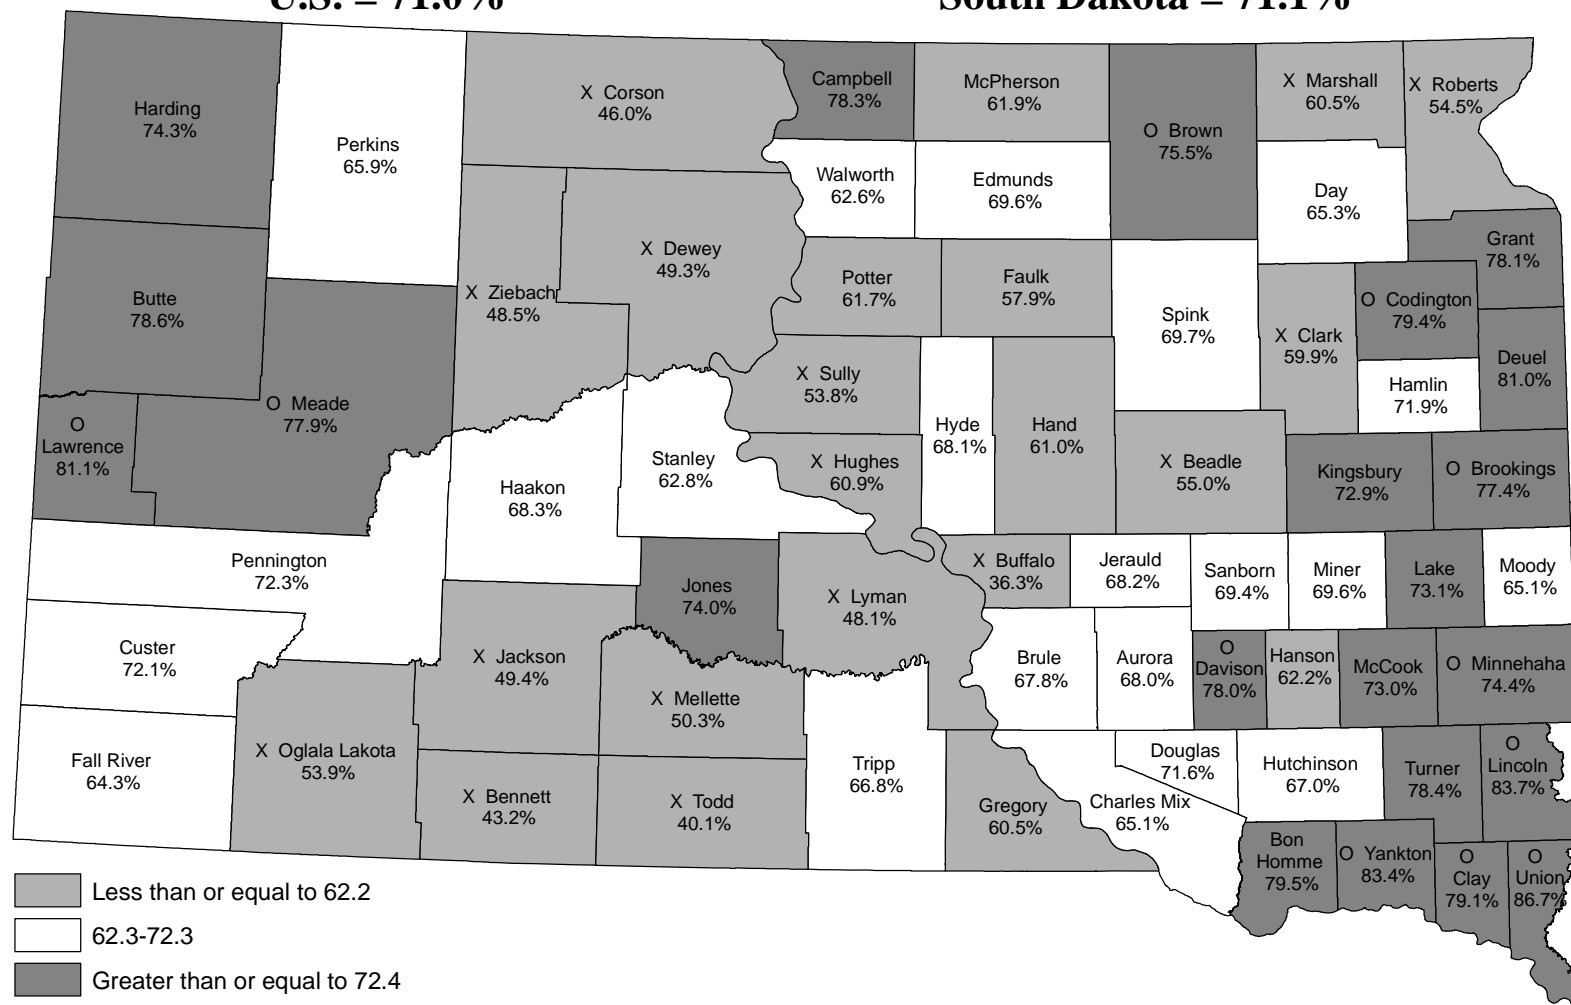 U.S. = 71.0%
South Dakota = 71.1%
Harding
74.3%
Perkins
65.9%
X Corson
46.0%
Campbell
78.3%
McPherson
61.9%
O Brown
75.5%
X Marshall
60.5%
X Roberts
54.5%
Walworth
62.6%
Edmunds
69.6%
Day
65.3%
Grant
78.1%
Butte
78.6%
X Ziebach
48.5%
X Dewey
49.3%
Potter
61.7%
Faulk
57.9%
Spink
69.7%
X Clark
59.9%
O Codington
79.4%
Deuel
81.0%
Hamlin
71.9%
O
Lawrence
81.1%
O Meade
77.9%
X Sully
53.8%
Hyde
68.1%
Hand
61.0%
X Beadle
55.0%
Kingsbury
72.9%
O Brookings
77.4%
Haakon
68.3%
Stanley
62.8%
X Hughes
60.9%
Pennington
72.3%
Jones
74.0%
X Lyman
48.1%
X Buffalo
36.3%
Jerauld
68.2%
Sanborn
69.4%
Miner
69.6%
Lake
73.1%
Moody
65.1%
Custer
72.1%
X Jackson
49.4%
X Mellette
50.3%
Brule
67.8%
Aurora
68.0%
O
Davison
78.0%
Hanson
62.2%
McCook
73.0%
O Minnehaha
74.4%
Fall River
64.3%
X Oglala Lakota
53.9%
X Bennett
43.2%
X Todd
40.1%
Tripp
66.8%
Gregory
60.5%
Charles Mix
65.1%
Douglas
71.6%
Hutchinson
67.0%
Turner
78.4%
O
Lincoln
83.7%
Bon
Homme
79.5%
O Yankton
83.4%
O
Clay
79.1%
O
Union
86.7%
Less than or equal to 62.2
62.3-72.3
Greater than or equal to 72.4